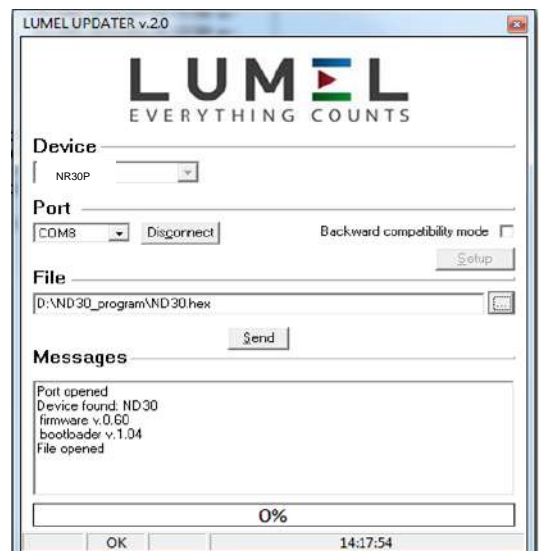 LUMEL UPDATER v.2.0
LUMEL
EVERYTHING COUNTS
Device
NR30P
Port
COM8 Disconnect Backward compatibility mode
Setup
File
D:\ND30_program\ND30.hex ...
Send
Messages
Port opened
Device found: ND30
firmware v.0.60
bootloader v.1.04
File opened
0%
OK 14:17:54